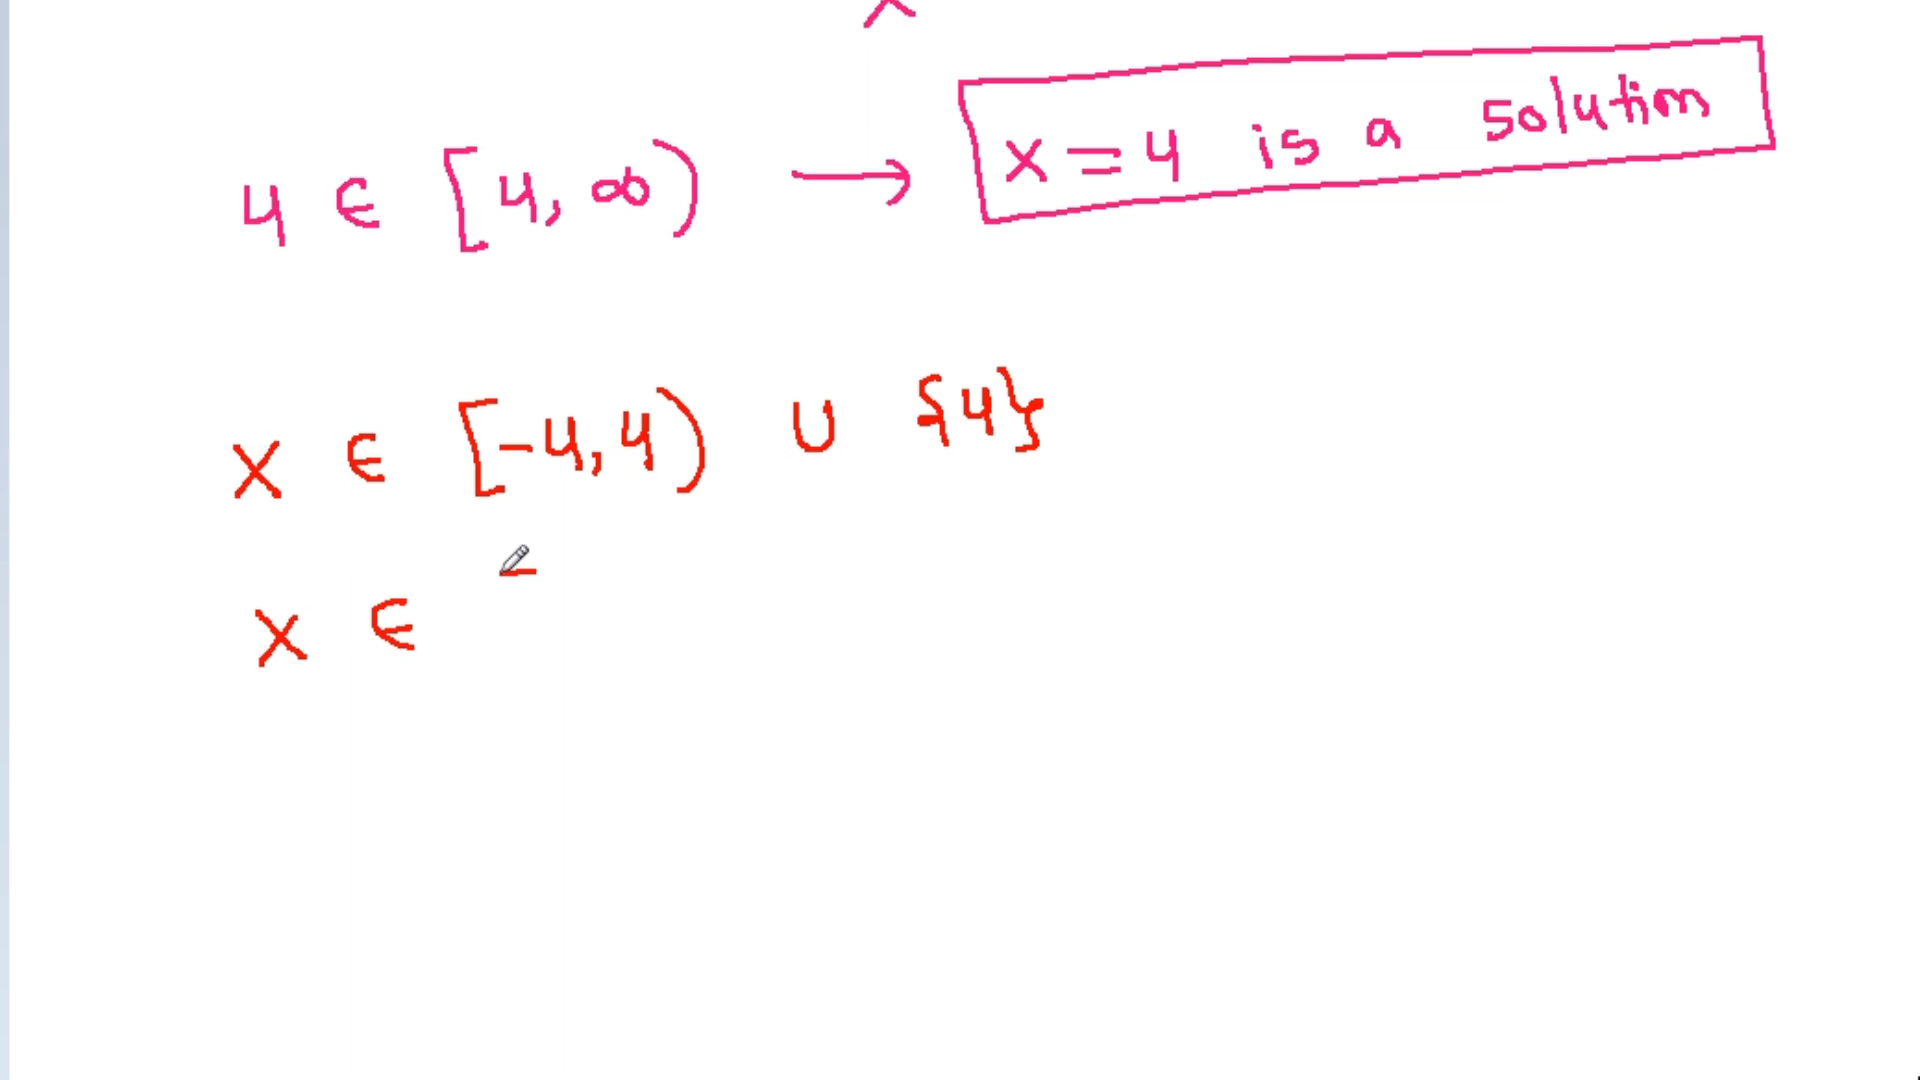 4 ∈ [4, ∞) → x = 4 is a solution
x ∈ [-4, 4) ∪ {4}
x ∈